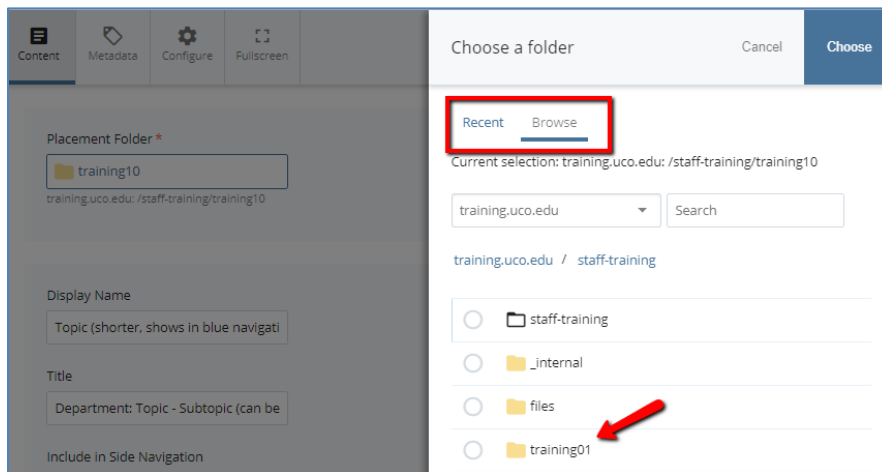 Content
Metadata
Configure
Fullscreen
Placement Folder *
training10
training.uco.edu: /staff-training/training10
Display Name
Topic (shorter, shows in blue navigati
Title
Department: Topic - Subtopic (can be
Include in Side Navigation
Choose a folder
Cancel
Choose
Recent
Browse
Current selection: training.uco.edu: /staff-training/training10
training.uco.edu
Search
training.uco.edu / staff-training
staff-training
_internal
files
training01